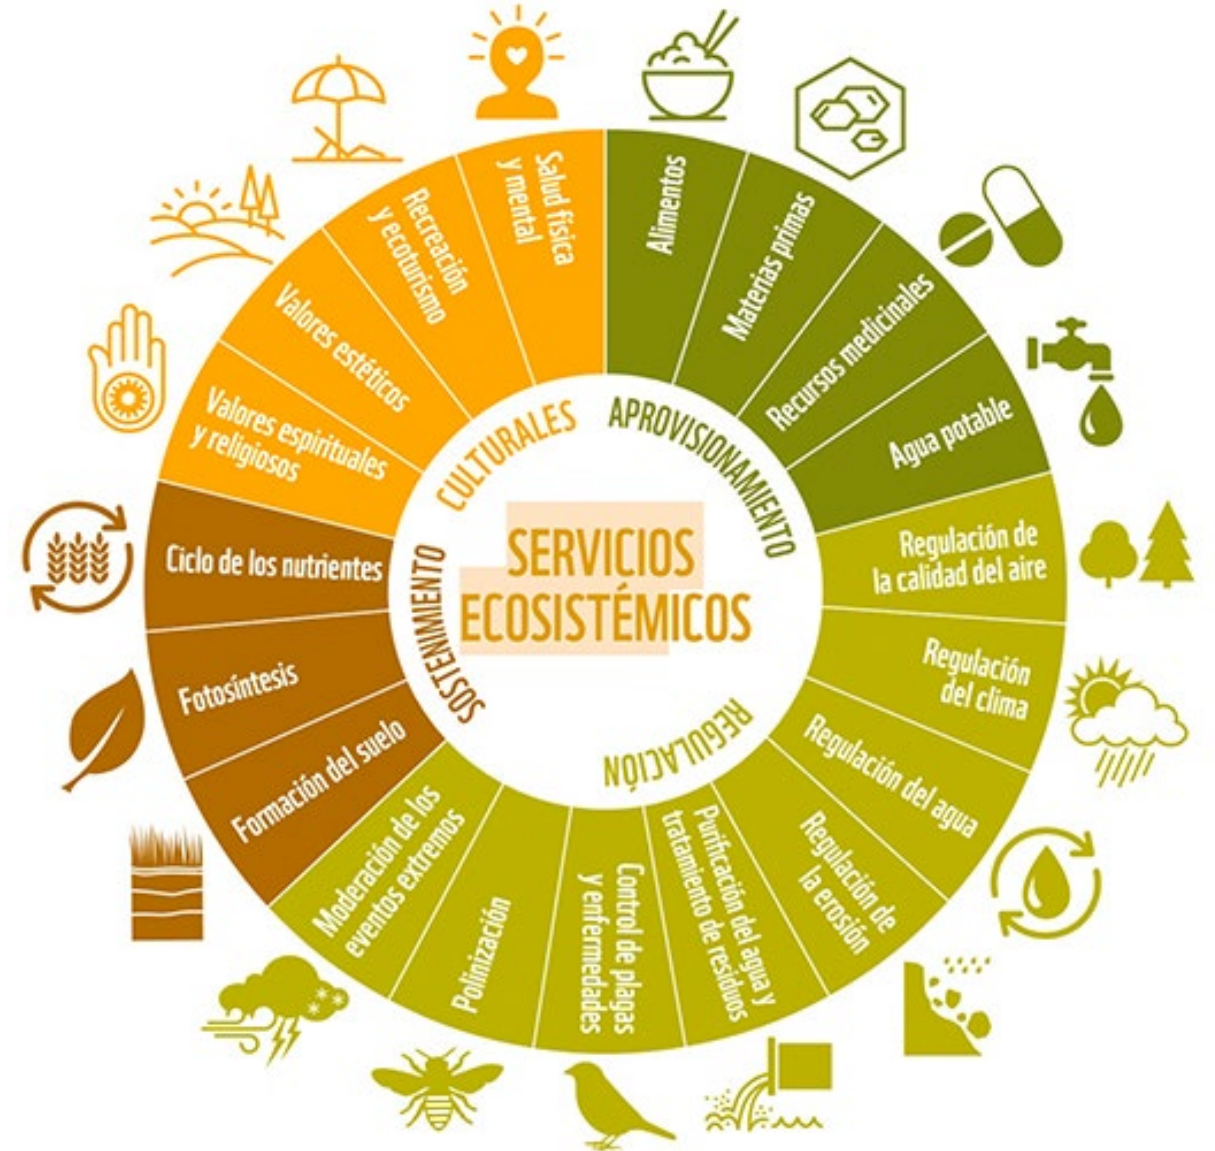 SERVICIOS
ECOSISTÉMICOS
APROVISIONAMIENTO
Alimentos
Materias primas
Recursos medicinales
Agua potable
REGULACIÓN
Regulación de
la calidad del aire
Regulación
del clima
Regulación del agua
Regulación de
la erosión
Purificación del agua y
tratamiento de residuos
Control de plagas
y enfermedades
Polinización
Moderación de los
eventos extremos
SOSTENIMIENTO
Formación del suelo
Fotosíntesis
Ciclo de los nutrientes
CULTURALES
Valores espirituales
y religiosos
Valores estéticos
Recreación
y ecoturismo
Salud física
y mental